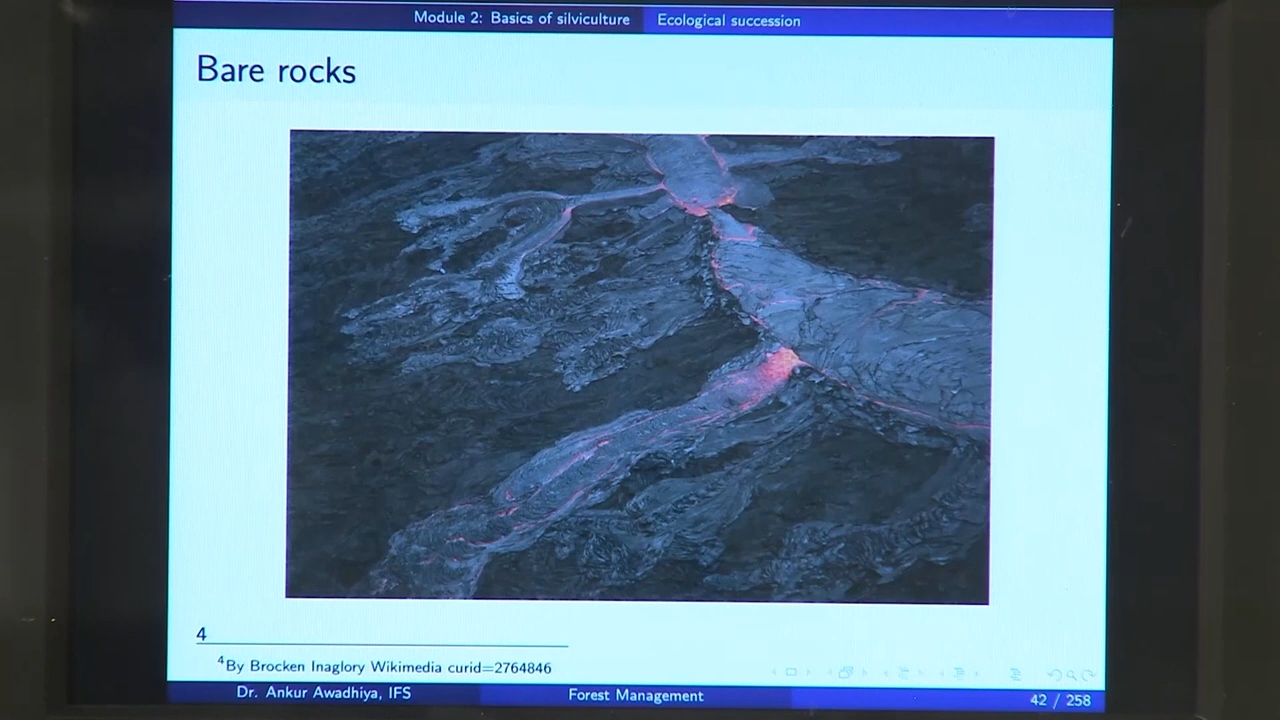 Module 2: Basics of silviculture Ecological succession
Bare rocks
4
4By Brocken Inaglory Wikimedia curid=2764846
Dr. Ankur Awadhiya, IFS Forest Management 42 / 258